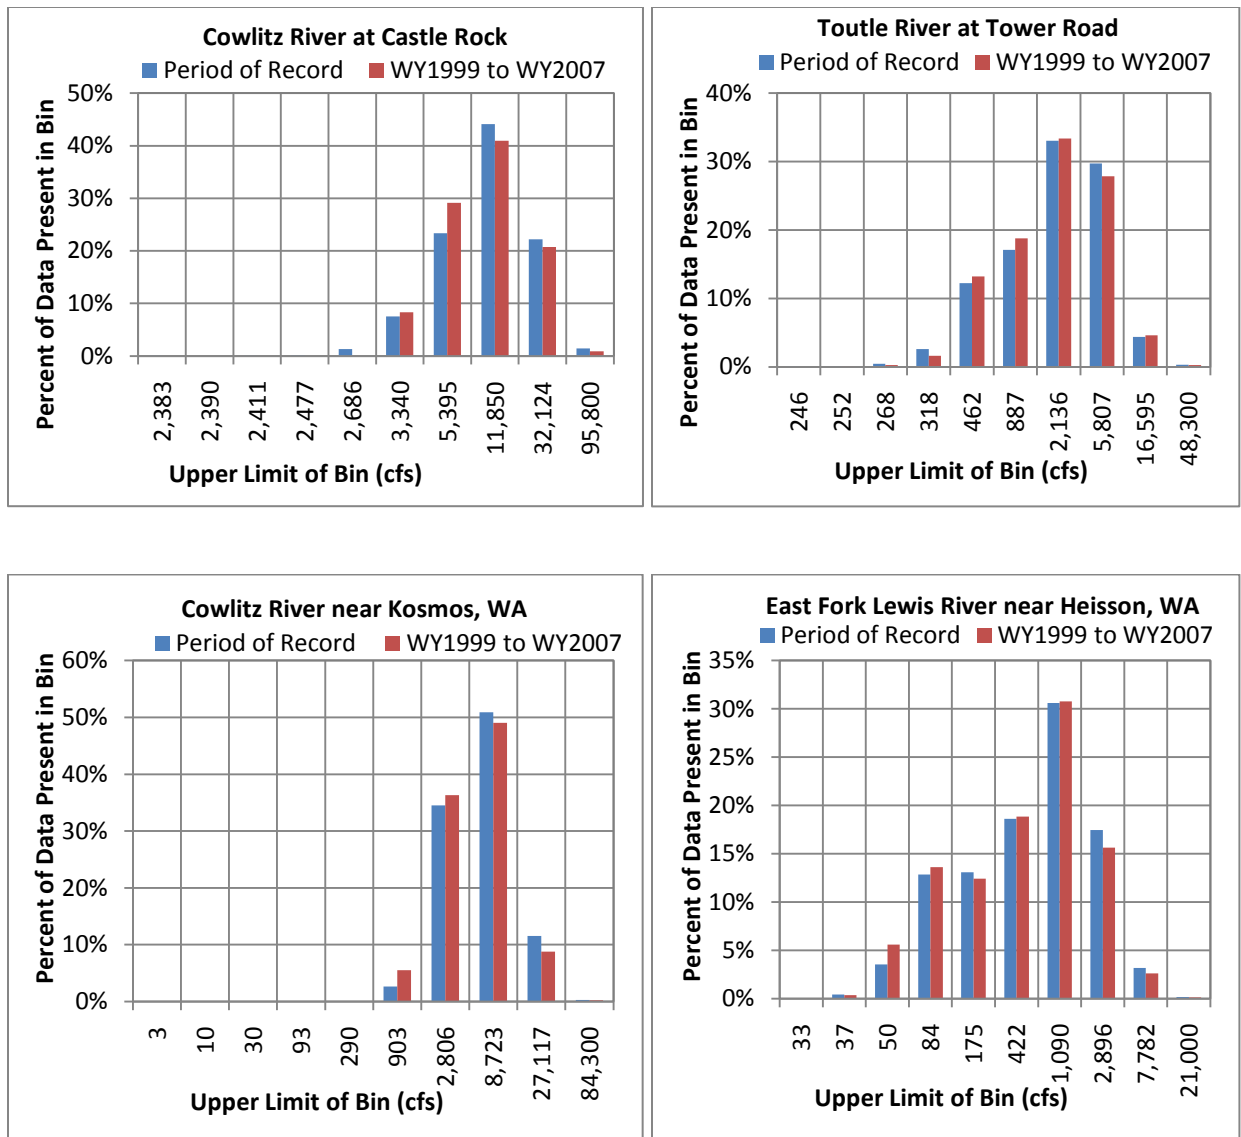 Cowlitz River at Castle Rock
Period of Record WY1999 to WY2007
Percent of Data Present in Bin
50%
40%
30%
20%
10%
0%
2,383 2,390 2,411 2,477 2,686 3,340 5,395 11,850 32,124 95,800
Upper Limit of Bin (cfs)
Toutle River at Tower Road
Period of Record WY1999 to WY2007
Percent of Data Present in Bin
40%
30%
20%
10%
0%
246 252 268 318 462 887 2,136 5,807 16,595 48,300
Upper Limit of Bin (cfs)
Cowlitz River near Kosmos, WA
Period of Record WY1999 to WY2007
Percent of Data Present in Bin
60%
50%
40%
30%
20%
10%
0%
3 10 30 93 290 903 2,806 8,723 27,117 84,300
Upper Limit of Bin (cfs)
East Fork Lewis River near Heisson, WA
Period of Record WY1999 to WY2007
Percent of Data Present in Bin
35%
30%
25%
20%
15%
10%
5%
0%
33 37 50 84 175 422 1,090 2,896 7,782 21,000
Upper Limit of Bin (cfs)